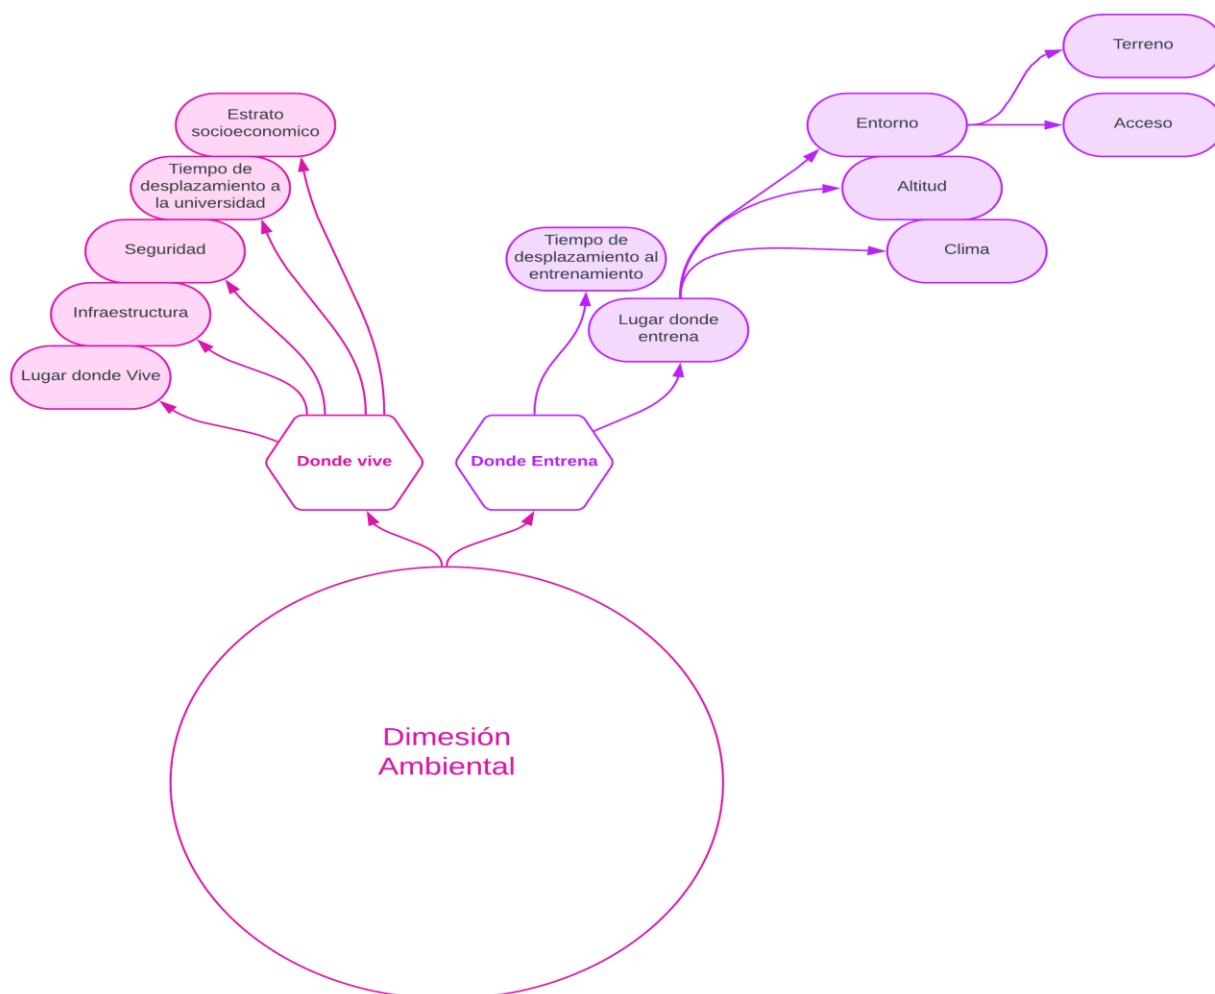 Terreno
Estrato
socioeconomico
Entorno
Acceso
Tiempo de
desplazamiento a
la universidad
Altitud
Seguridad
Tiempo de
desplazamiento al
entrenamiento
Clima
Infraestructura
Lugar donde
entrena
Lugar donde Vive
Donde vive
Donde Entrena
Dimesión
Ambiental